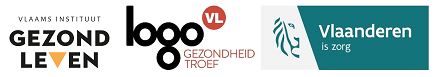 VLAAMS INSTITUUT
GEZOND
LEVEN
logo VL
GEZONDHEID
TROEF
Vlaanderen
is zorg